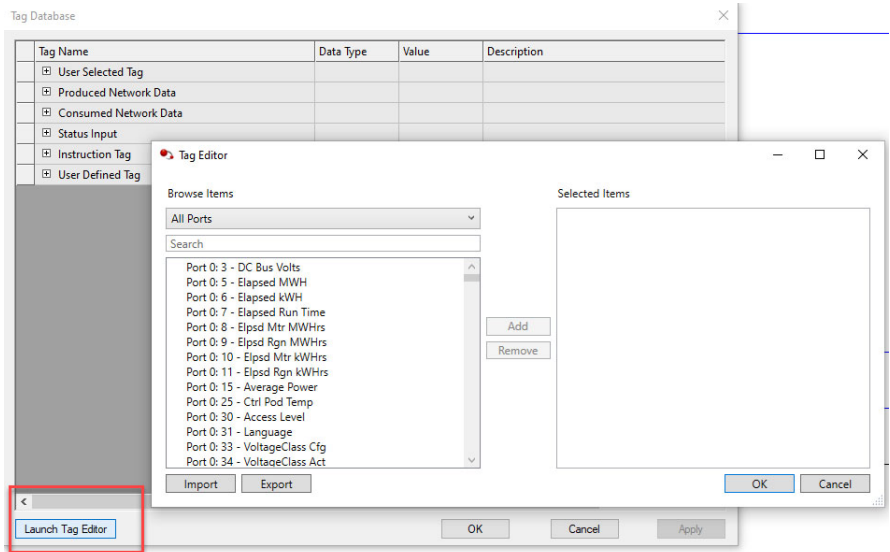 Tag Database
Tag Name Data Type Value Description
User Selected Tag
Produced Network Data
Consumed Network Data
Status Input
Instruction Tag
User Defined Tag
Tag Editor
Browse Items
All Ports
Search
Port 0: 3 - DC Bus Volts
Port 0: 5 - Elapsed MWH
Port 0: 6 - Elapsed kWH
Port 0: 7 - Elapsed Run Time
Port 0: 8 - Elpsd Mtr MWHrs
Port 0: 9 - Elpsd Rgn MWHrs
Port 0: 10 - Elpsd Mtr kWHrs
Port 0: 11 - Elpsd Rgn kWHrs
Port 0: 15 - Average Power
Port 0: 25 - Ctrl Pod Temp
Port 0: 30 - Access Level
Port 0: 31 - Language
Port 0: 33 - VoltageClass Cfg
Port 0: 34 - VoltageClass Act
Import Export
Add
Remove
Selected Items
OK Cancel
Launch Tag Editor OK Cancel Apply